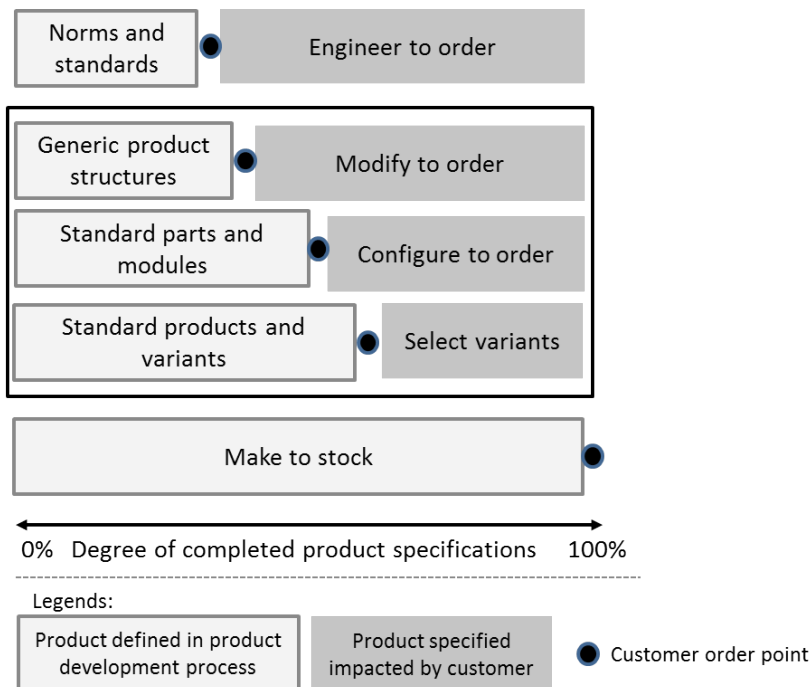 Norms and
standards
Engineer to order
Generic product
structures
Modify to order
Standard parts and
modules
Configure to order
Standard products and
variants
Select variants
Make to stock
0% Degree of completed product specifications 100%
Legends:
Product defined in product
development process
Product specified
impacted by customer
Customer order point